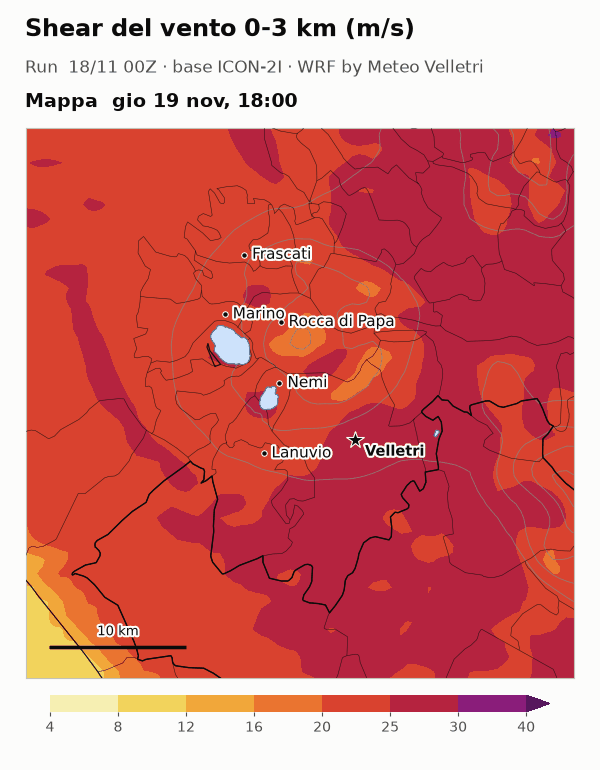 Shear del vento 0-3 km (m/s)
Run  18/11 00Z · base ICON-2I · WRF by Meteo Velletri
Mappa  gio 19 nov, 18:00
Frascati
Marino
Rocca di Papa
Nemi
Velletri
Lanuvio
10 km
4 8 12 16 20 25 30 40